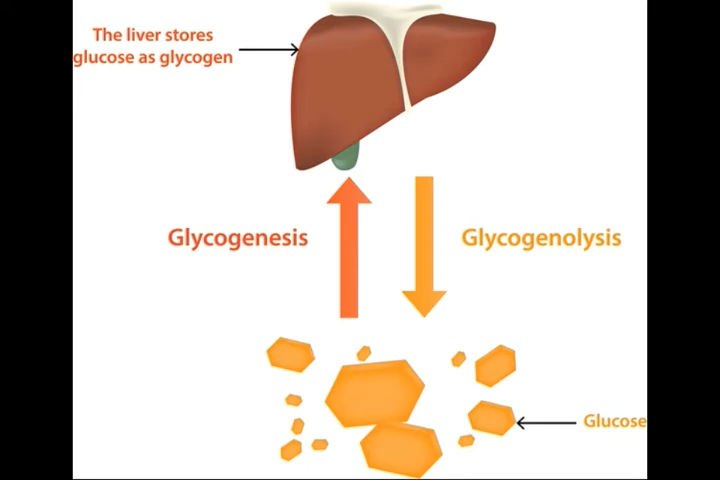 The liver stores
glucose as glycogen
Glycogenesis
Glycogenolysis
Glucose